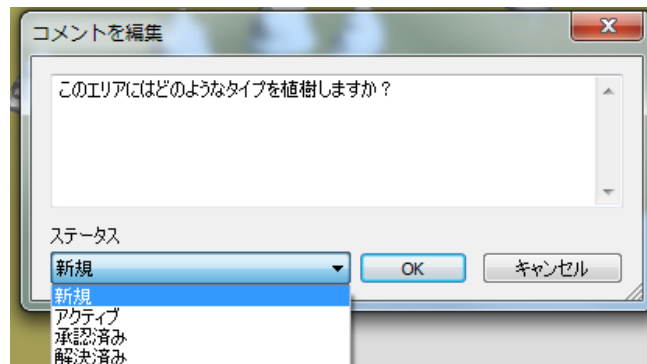 コメントを編集
このエリアにはどのようなタイプを植樹しますか?
ステータス
新規
OK
キャンセル
新規
アクティブ
承認済み
解決済み